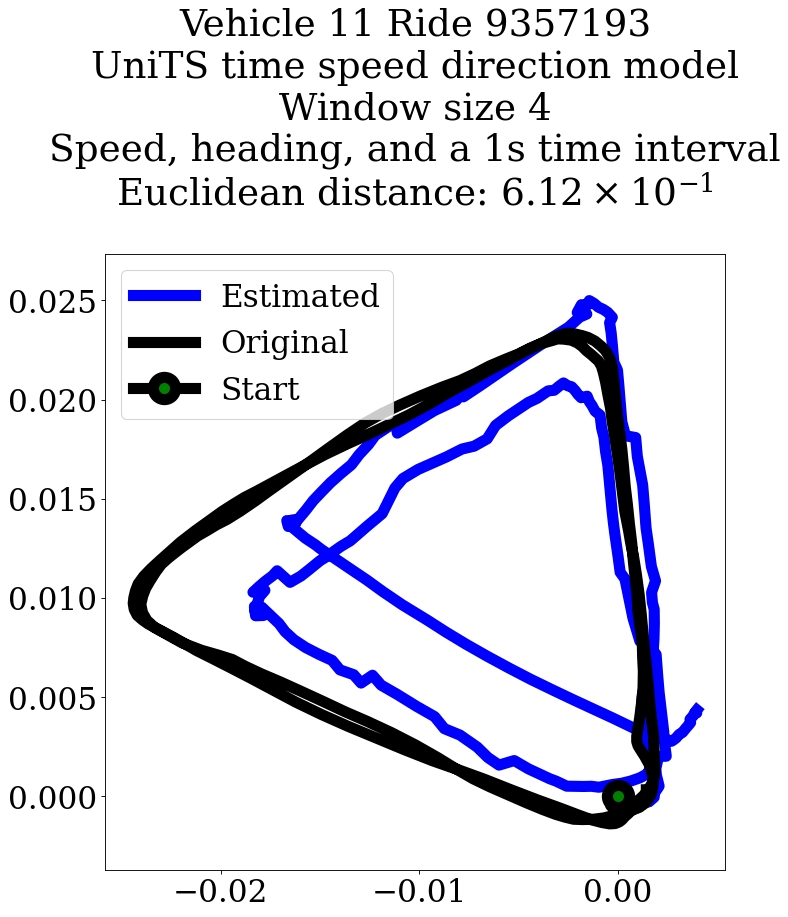 Vehicle 11 Ride 9357193
UniTS time speed direction model
Window size 4
Speed, heading, and a 1s time interval
Euclidean distance: 6.12 × 10⁻¹
Estimated
Original
Start
0.025
0.020
0.015
0.010
0.005
0.000
−0.02
−0.01
0.00